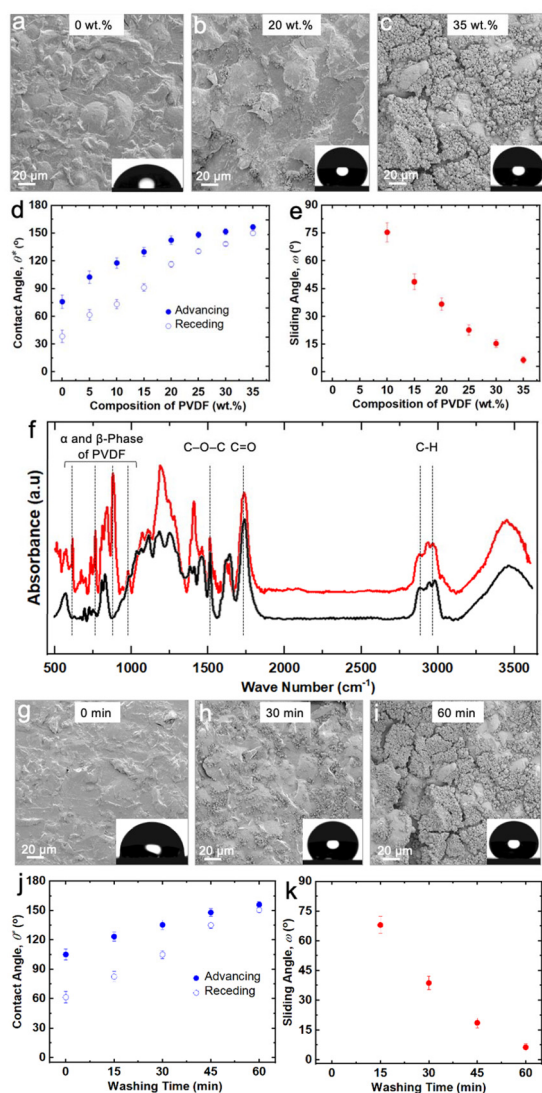 a 0 wt.%
20 μm
b 20 wt.%
20 μm
c 35 wt.%
20 μm
d
Contact Angle, θ* (º)
150
120
90
60
30
0
Advancing
Receding
0 5 10 15 20 25 30 35
Composition of PVDF (wt.%)
e
Sliding Angle, ω (º)
90
75
60
45
30
15
0
0 5 10 15 20 25 30 35
Composition of PVDF (wt.%)
f
α and β-Phase
of PVDF
C–O–C C=O
C-H
Absorbance (a.u)
500 1000 1500 2000 2500 3000 3500
Wave Number (cm-1)
g 0 min
20 μm
h 30 min
20 μm
i 60 min
20 μm
j
Contact Angle, θ* (º)
180
150
120
90
60
30
0
Advancing
Receding
0 15 30 45 60
Washing Time (min)
k
Sliding Angle, ω (º)
90
75
60
45
30
15
0
0 15 30 45 60
Washing Time (min)